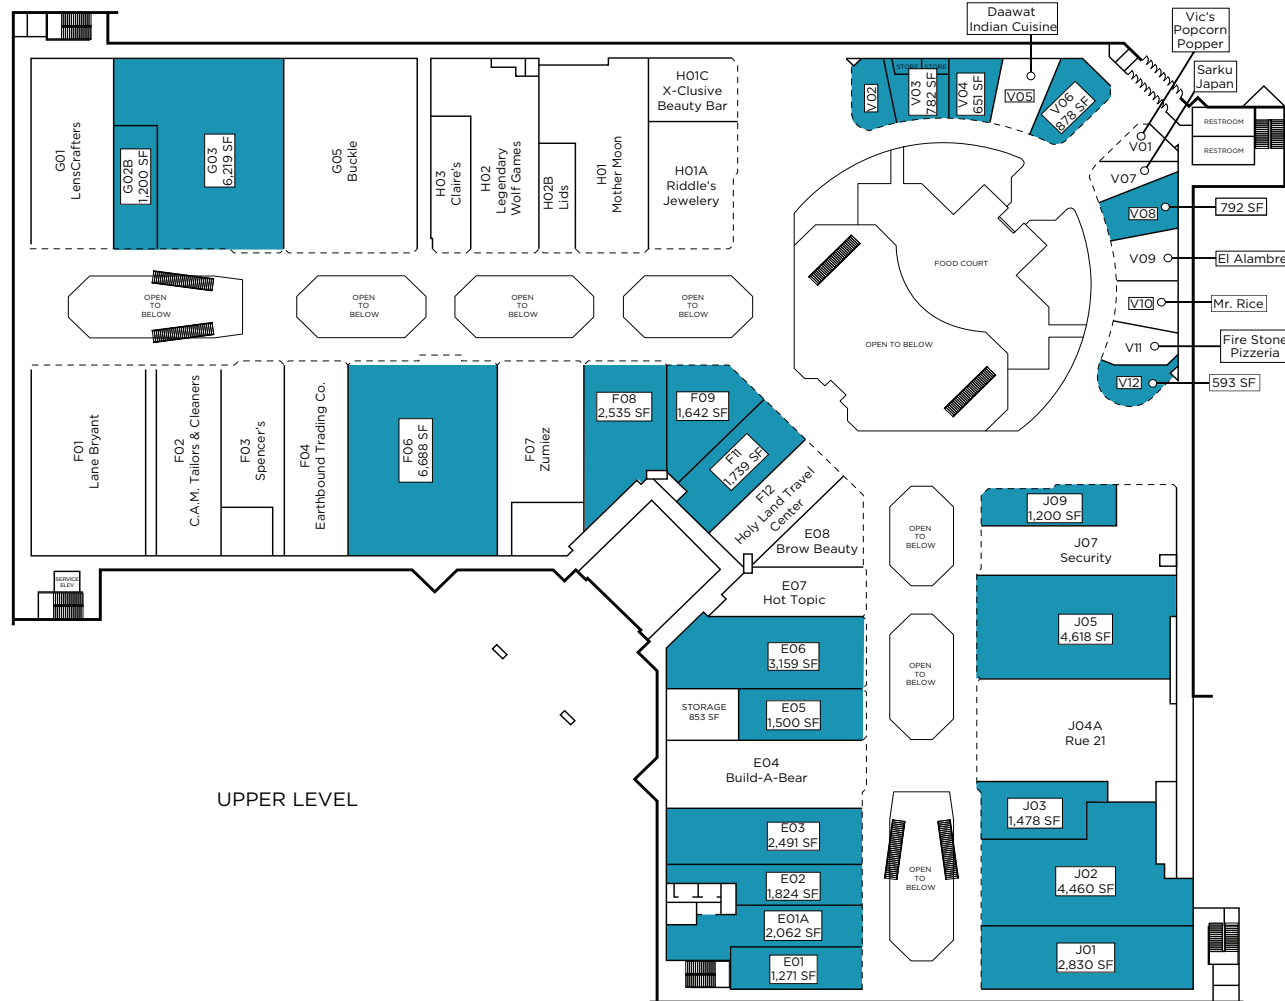 Daawat
Indian Cuisine
Vic's
Popcorn
Popper
Sarku
Japan
G01
LensCrafters
G02B
1,200 SF
G03
6,219 SF
G05
Buckle
H03
Claire's
H02
Legendary
Wolf Games
H02B
Lids
H01
Mother Moon
H01C
X-Clusive
Beauty Bar
H01A
Riddle's
Jewelery
V02
STORE
STORE
V03
782 SF
V04
651 SF
V05
V06
878 SF
V01
RESTROOM
RESTROOM
V07
V08
792 SF
V09
El Alambre
V10
Mr. Rice
V11
Fire Stone
Pizzeria
V12
593 SF
FOOD COURT
OPEN TO BELOW
OPEN
TO
BELOW
OPEN
TO
BELOW
OPEN
TO
BELOW
OPEN
TO
BELOW
F01
Lane Bryant
F02
C.A.M. Tailors & Cleaners
F03
Spencer's
F04
Earthbound Trading Co.
F06
6,688 SF
F07
Zumiez
F08
2,535 SF
F09
1,642 SF
F11
1,739 SF
F12
Holy Land Travel
Center
E08
Brow Beauty
E07
Hot Topic
E06
3,159 SF
STORAGE
853 SF
E05
1,500 SF
E04
Build-A-Bear
E03
2,491 SF
E02
1,824 SF
E01A
2,062 SF
E01
1,271 SF
OPEN
TO
BELOW
OPEN
TO
BELOW
OPEN
TO
BELOW
J09
1,200 SF
J07
Security
J05
4,618 SF
J04A
Rue 21
J03
1,478 SF
J02
4,460 SF
J01
2,830 SF
SERVICE
ELEV
UPPER LEVEL